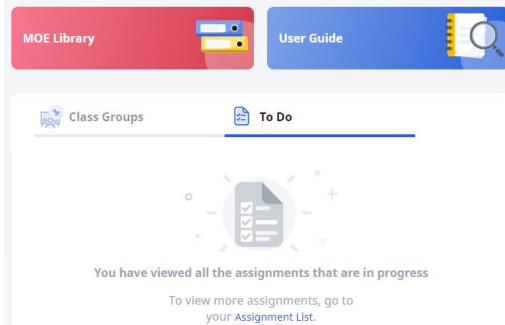 MOE Library
User Guide
Class Groups
To Do
You have viewed all the assignments that are in progress
To view more assignments, go to
your Assignment List.